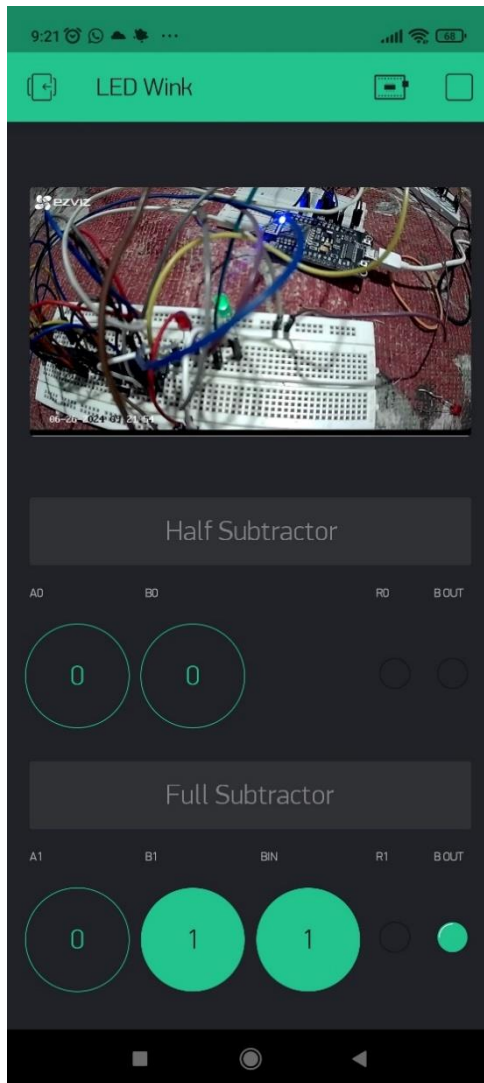 9:21
68
LED Wink
ezviz
Half Subtractor
A0 B0 R0 B OUT
0 0
Full Subtractor
A1 B1 BIN R1 B OUT
0 1 1